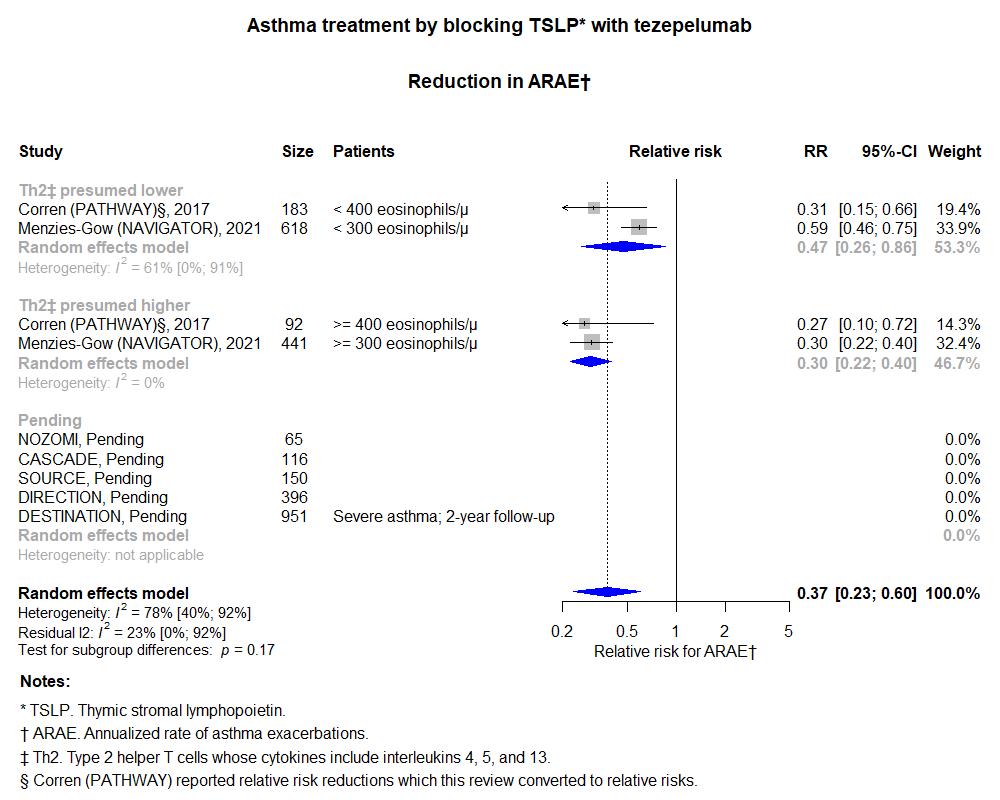 Asthma treatment by blocking TSLP* with tezepelumab
Reduction in ARAE†
Study Size Patients Relative risk RR 95%-CI Weight
Th2‡ presumed lower
Corren (PATHWAY)§, 2017 183 < 400 eosinophils/µ 0.31 [0.15; 0.66] 19.4%
Menzies-Gow (NAVIGATOR), 2021 618 < 300 eosinophils/µ 0.59 [0.46; 0.75] 33.9%
Random effects model 0.47 [0.26; 0.86] 53.3%
Heterogeneity: I² = 61% [0%; 91%]
Th2‡ presumed higher
Corren (PATHWAY)§, 2017 92 >= 400 eosinophils/µ 0.27 [0.10; 0.72] 14.3%
Menzies-Gow (NAVIGATOR), 2021 441 >= 300 eosinophils/µ 0.30 [0.22; 0.40] 32.4%
Random effects model 0.30 [0.22; 0.40] 46.7%
Heterogeneity: I² = 0%
Pending
NOZOMI, Pending 65 0.0%
CASCADE, Pending 116 0.0%
SOURCE, Pending 150 0.0%
DIRECTION, Pending 396 0.0%
DESTINATION, Pending 951 Severe asthma; 2-year follow-up 0.0%
Random effects model 0.0%
Heterogeneity: not applicable
Random effects model 0.37 [0.23; 0.60] 100.0%
Heterogeneity: I² = 78% [40%; 92%]
Residual I2: I² = 23% [0%; 92%]
0.2 0.5 1 2 5
Test for subgroup differences: p = 0.17
Relative risk for ARAE†
Notes:
* TSLP. Thymic stromal lymphopoietin.
† ARAE. Annualized rate of asthma exacerbations.
‡ Th2. Type 2 helper T cells whose cytokines include interleukins 4, 5, and 13.
§ Corren (PATHWAY) reported relative risk reductions which this review converted to relative risks.